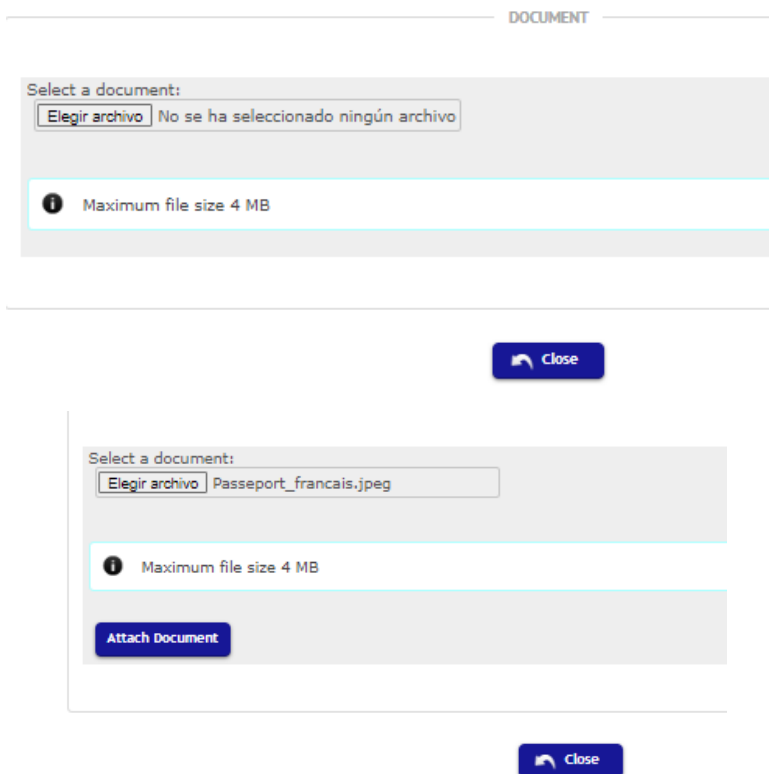 DOCUMENT
Select a document:
Elegir archivo No se ha seleccionado ningún archivo
Maximum file size 4 MB
Close
Select a document:
Elegir archivo Passeport_francais.jpeg
Maximum file size 4 MB
Attach Document
Close